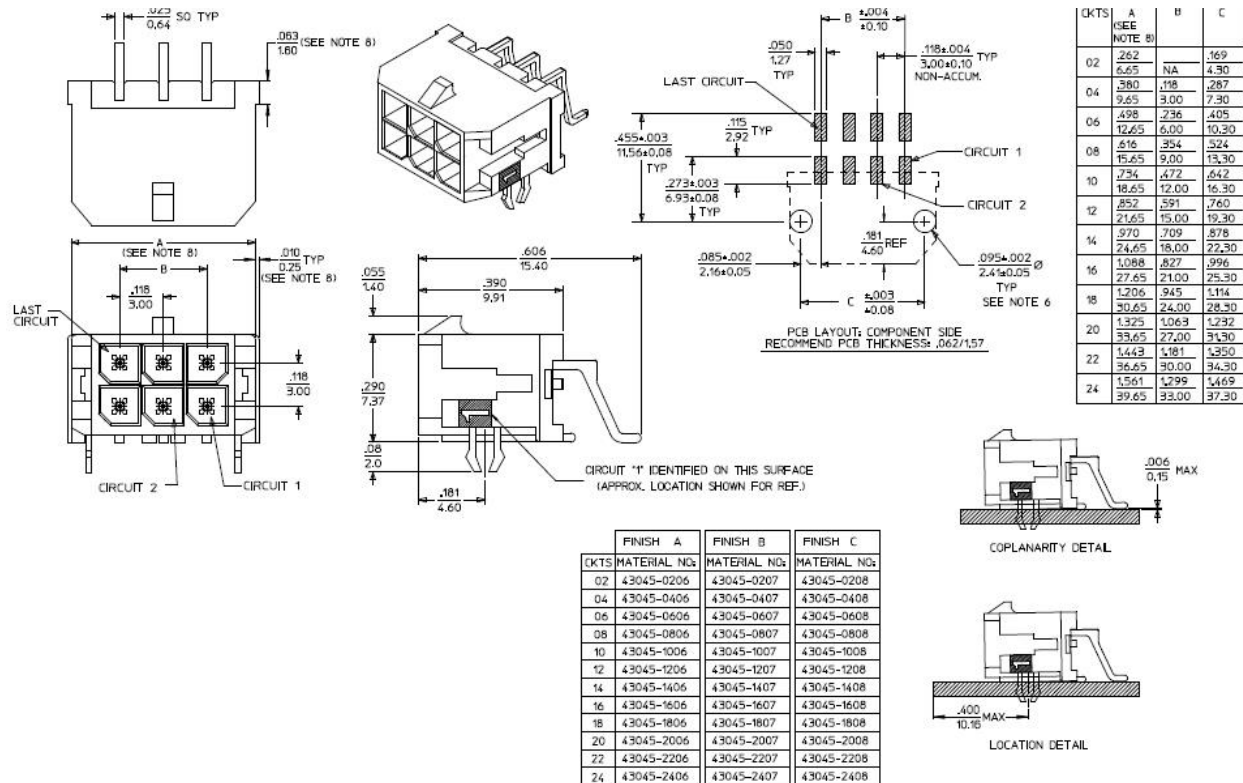 .025
0,64
SQ TYP
.063
1.60
(SEE NOTE 8)
A
(SEE NOTE 8)
B
.118
3.00
.010
0.25
TYP
(SEE NOTE 8)
LAST
CIRCUIT
.118
3.00
CIRCUIT 2
CIRCUIT 1
.606
15.40
.390
9.91
.055
1.40
.290
7.37
.08
2.0
.181
4.60
CIRCUIT "1" IDENTIFIED ON THIS SURFACE
(APPROX. LOCATION SHOWN FOR REF.)
B ±.004
±0.10
.050
1.27
TYP
.118±.004
3.00±0.10
TYP
NON-ACCUM.
LAST CIRCUIT
.115
2.92
TYP
.455±.003
11.56±0,08
CIRCUIT 1
.273±.003
6.93±0.08
TYP
CIRCUIT 2
.181
4.60
REF
.085±.002
2.16±0.05
.095±.002
2.41±0.05
Ø
TYP
SEE NOTE 6
C ±.003
±0.08
PCB LAYOUT: COMPONENT SIDE
RECOMMEND PCB THICKNESS: .062/1.57
CKTS A (SEE NOTE 8) B C
02 .262 .169
6.65 NA 4.30
04 .380 .118 .287
9.65 3.00 7.30
06 .498 .236 .405
12.65 6.00 10.30
08 .616 .354 .524
15.65 9.00 13.30
10 .734 .472 .642
18.65 12.00 16.30
12 .852 .591 .760
21.65 15.00 19.30
14 .970 .709 .878
24.65 18.00 22.30
16 1.088 .827 .996
27.65 21.00 25.30
18 1.206 .945 1.114
30.65 24.00 28.30
20 1.325 1.063 1.232
33.65 27.00 31.30
22 1.443 1.181 1.350
36.65 30.00 34.30
24 1.561 1.299 1.469
39.65 33.00 37.30
.006
0.15
MAX
COPLANARITY DETAIL
.400
10.16
MAX
LOCATION DETAIL
FINISH A FINISH B FINISH C
CKTS MATERIAL NO: MATERIAL NO: MATERIAL NO:
02 43045-0206 43045-0207 43045-0208
04 43045-0406 43045-0407 43045-0408
06 43045-0606 43045-0607 43045-0608
08 43045-0806 43045-0807 43045-0808
10 43045-1006 43045-1007 43045-1008
12 43045-1206 43045-1207 43045-1208
14 43045-1406 43045-1407 43045-1408
16 43045-1606 43045-1607 43045-1608
18 43045-1806 43045-1807 43045-1808
20 43045-2006 43045-2007 43045-2008
22 43045-2206 43045-2207 43045-2208
24 43045-2406 43045-2407 43045-2408